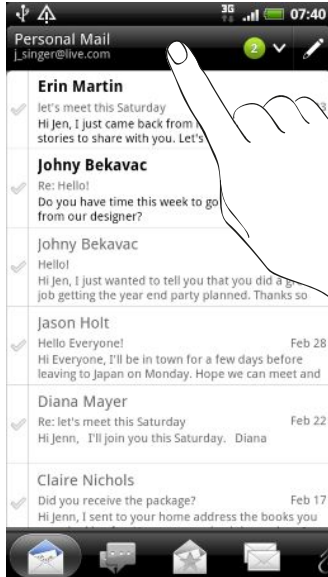 3G
07:40
Personal Mail
j_singer@live.com
2
Erin Martin
let's meet this Saturday
Hi Jen, I just came back from
stories to share with you. Let's
Johny Bekavac
Re: Hello!
Do you have time this week to go
from our designer?
Johny Bekavac
Hello!
Hi Jen, I just wanted to tell you that you did a
job getting the year end party planned. Thanks so
Jason Holt
Hello Everyone! Feb 28
Hi Everyone, I'll be in town for a few days before
leaving to Japan on Monday. Hope we can meet and
Diana Mayer
Re: let's meet this Saturday Feb 22
Hi Jenn, I'll join you this Saturday. Diana
Claire Nichols
Did you receive the package? Feb 17
Hi Jenn, I sent to your home address the books you